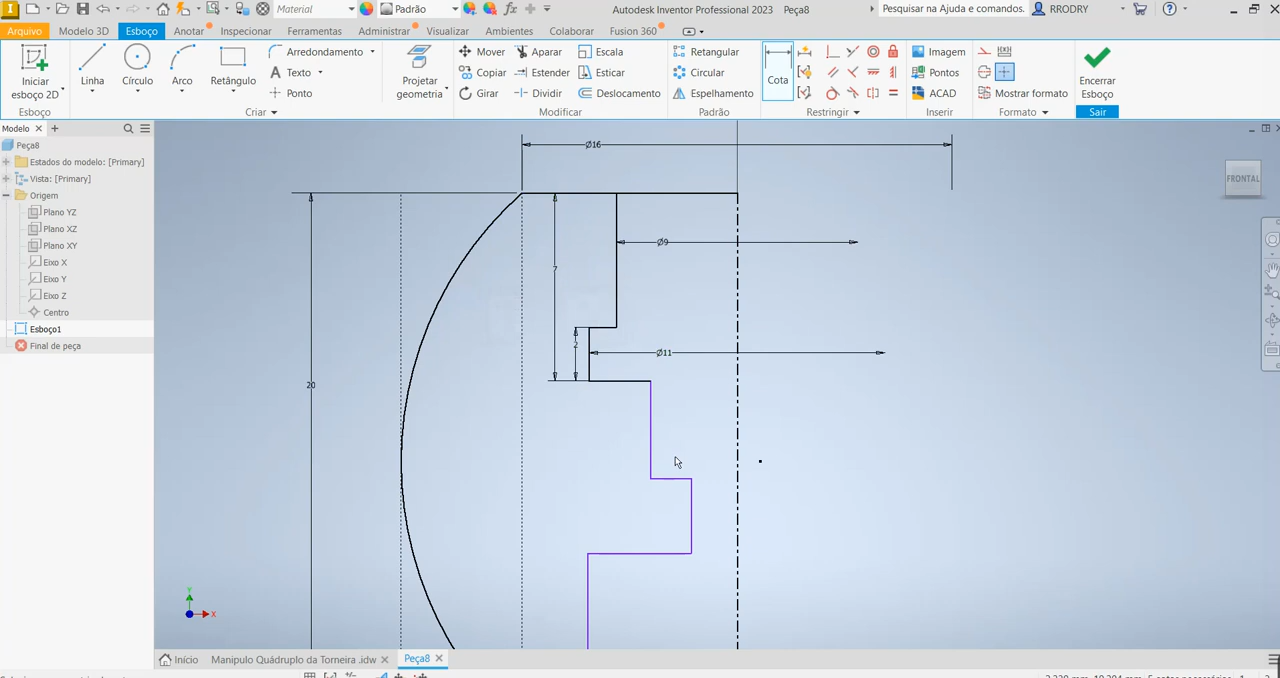 Material
Padrão
Autodesk Inventor Professional 2023 Peça8
Pesquisar na Ajuda e comandos.
RRODRY
Arquivo
Modelo 3D
Esboço
Anotar
Inspecionar
Ferramentas
Administrar
Visualizar
Ambientes
Colaborar
Fusion 360
Iniciar
esboço 2D
Esboço
Linha
Círculo
Arco
Retângulo
Arredondamento
Texto
Ponto
Criar
Projetar
geometria
Mover
Aparar
Escala
Copiar
Estender
Esticar
Girar
Dividir
Deslocamento
Modificar
Retangular
Circular
Espelhamento
Padrão
Cota
Restringir
Imagem
Pontos
ACAD
Inserir
Mostrar formato
Formato
Encerrar
Esboço
Sair
Modelo
Peça8
Estados do modelo: [Primary]
Vista: [Primary]
Origem
Plano YZ
Plano XZ
Plano XY
Eixo X
Eixo Y
Eixo Z
Centro
Esboço1
Final de peça
Ø16
Ø9
7
2
Ø11
20
FRONTAL
Y
X
Início
Manipulo Quádruplo da Torneira .idw
Peça8